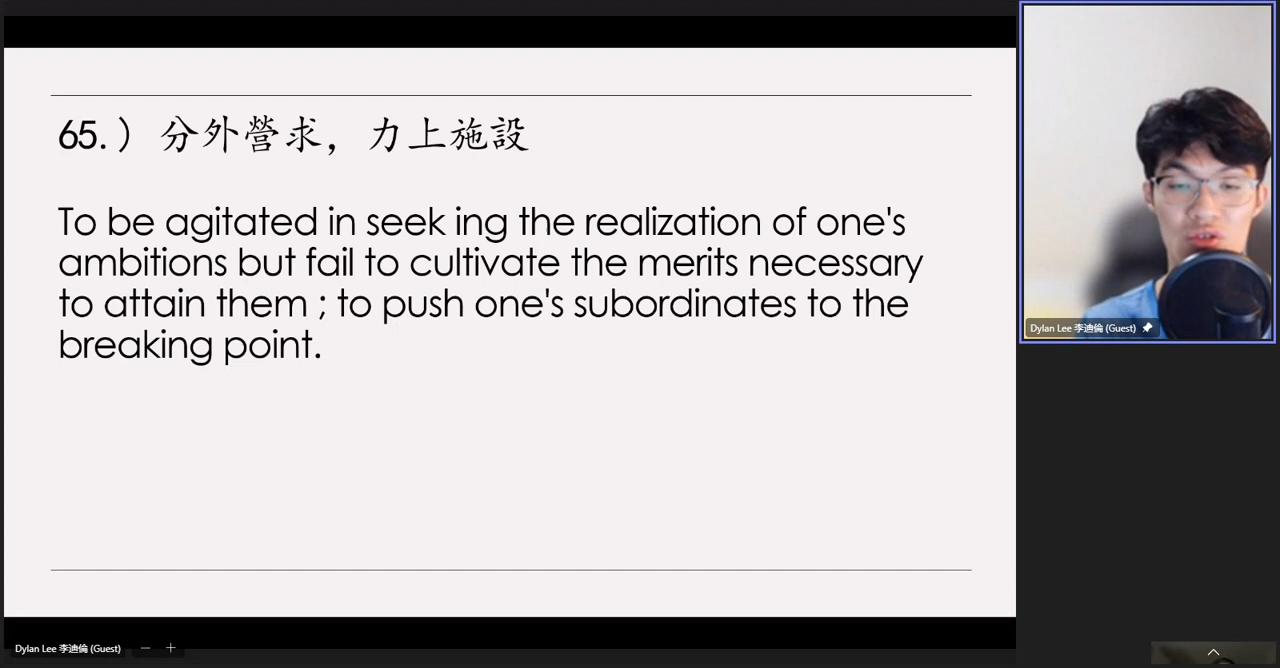 65.）分外營求，力上施設
To be agitated in seek ing the realization of one's
ambitions but fail to cultivate the merits necessary
to attain them ; to push one's subordinates to the
breaking point.
Dylan Lee 李迪倫 (Guest)
Dylan Lee 李迪倫 (Guest)